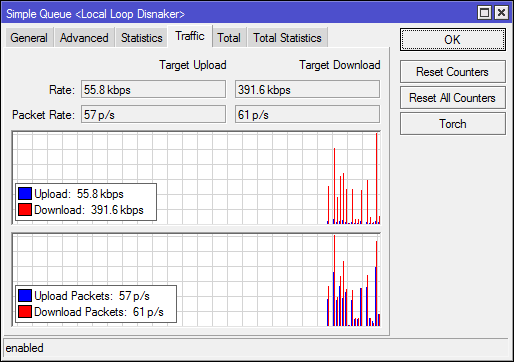 Simple Queue <Local Loop Disnaker>
General Advanced Statistics Traffic Total Total Statistics
Target Upload Target Download
Rate: 55.8 kbps 391.6 kbps
Packet Rate: 57 p/s 61 p/s
Upload: 55.8 kbps
Download: 391.6 kbps
Upload Packets: 57 p/s
Download Packets: 61 p/s
OK
Reset Counters
Reset All Counters
Torch
enabled